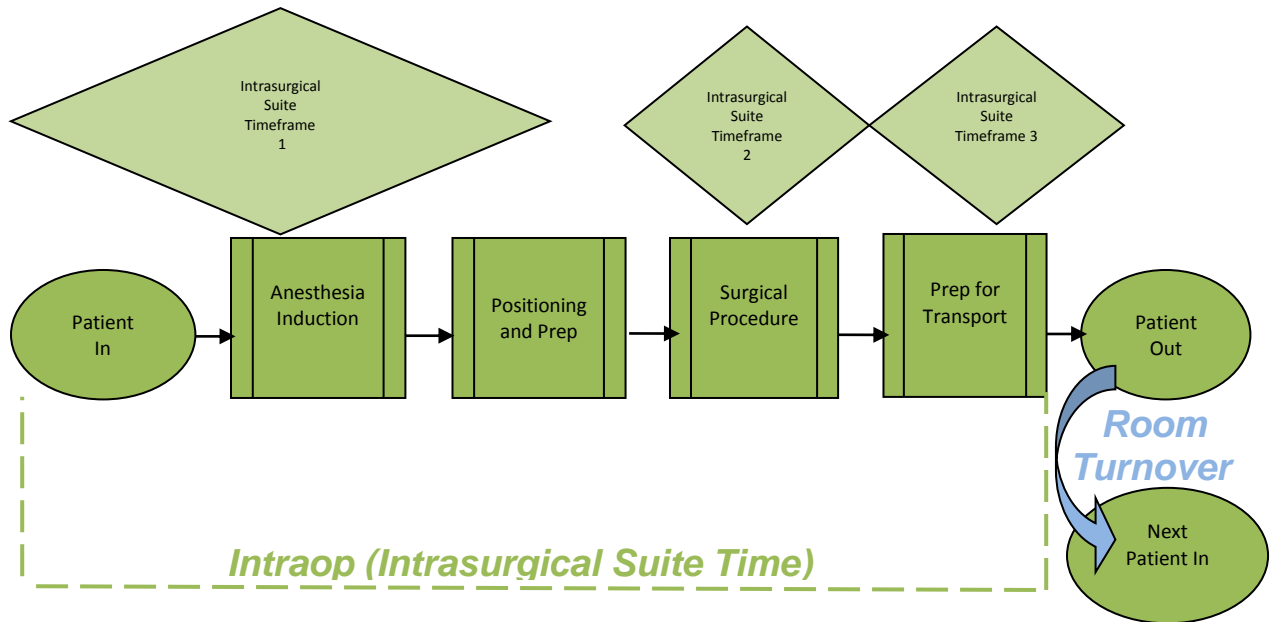 Intrasurgical
Suite
Timeframe
1
Intrasurgical
Suite
Timeframe
2
Intrasurgical
Suite
Timeframe 3
Patient
In
Anesthesia
Induction
Positioning
and Prep
Surgical
Procedure
Prep for
Transport
Patient
Out
Room
Turnover
Next
Patient In
Intraop (Intrasurgical Suite Time)